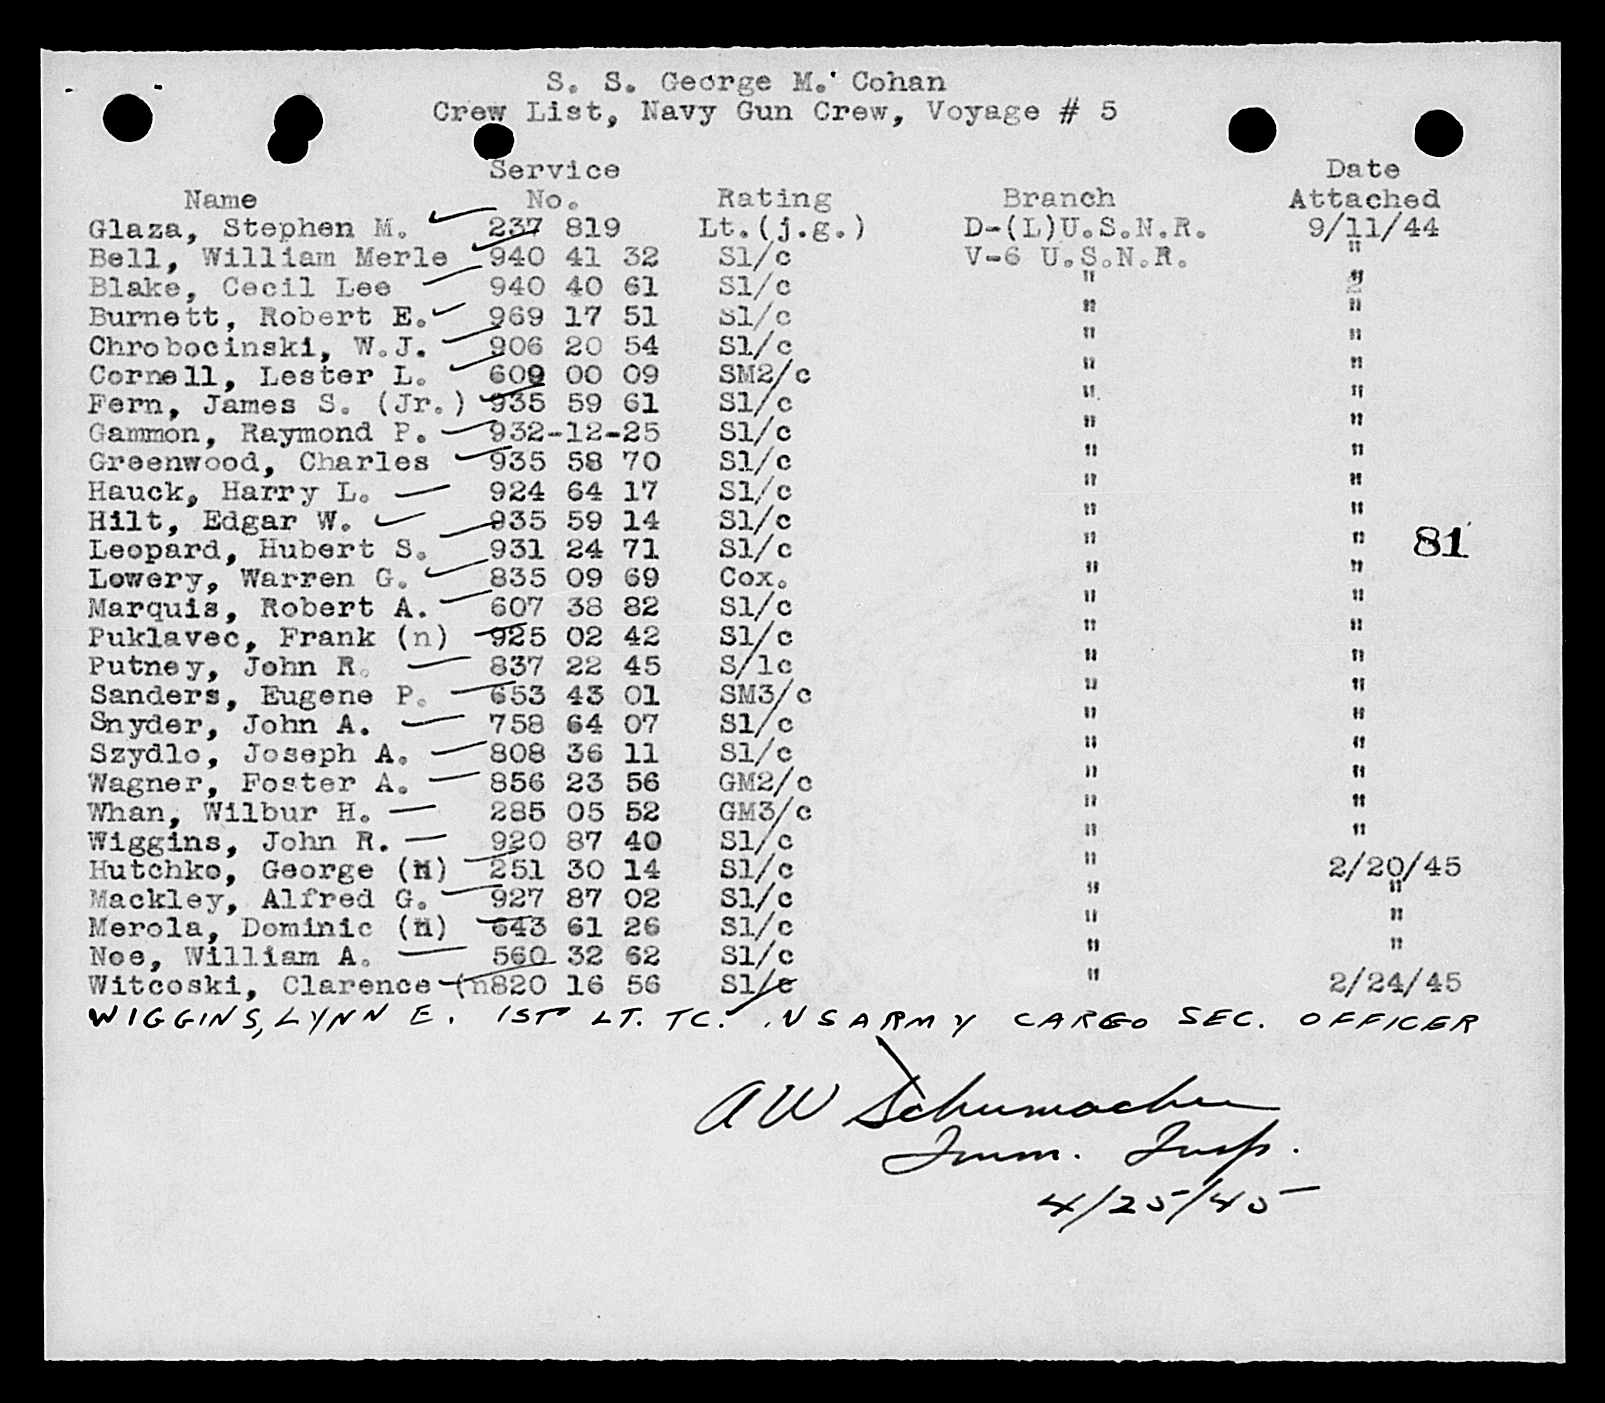 S. S. George M. Cohan
Crew List, Navy Gun Crew, Voyage # 5
Service Date
Name No. Rating Branch Attached
Glaza, Stephen M. 237 819 Lt.(j.g.) D-(L)U.S.N.R. 9/11/44
Bell, William Merle 940 41 32 S1/c V-6 U.S.N.R. "
Blake, Cecil Lee 940 40 61 S1/c " "
Burnett, Robert E. 969 17 51 S1/c " "
Chrobocinski, W.J. 906 20 54 S1/c " "
Cornell, Lester L. 609 00 09 SM2/c " "
Fern, James S. (Jr.) 935 59 61 S1/c " "
Gammon, Raymond P. 932-12-25 S1/c " "
Greenwood, Charles 935 58 70 S1/c " "
Hauck, Harry L. 924 64 17 S1/c " "
Hilt, Edgar W. 935 59 14 S1/c " "
Leopard, Hubert S. 931 24 71 S1/c " " 81
Lowery, Warren G. 835 09 69 Cox. " "
Marquis, Robert A. 607 38 82 S1/c " "
Puklavec, Frank (n) 925 02 42 S1/c " "
Putney, John R. 837 22 45 S/1c " "
Sanders, Eugene P. 653 43 01 SM3/c " "
Snyder, John A. 758 64 07 S1/c " "
Szydlo, Joseph A. 808 36 11 S1/c " "
Wagner, Foster A. 856 23 56 GM2/c " "
Whan, Wilbur H. 285 05 52 GM3/c " "
Wiggins, John R. 920 87 40 S1/c " "
Hutchko, George (N) 251 30 14 S1/c " 2/20/45
Mackley, Alfred G. 927 87 02 S1/c " "
Merola, Dominic (N) 643 61 26 S1/c " "
Noe, William A. 560 32 62 S1/c " "
Witcoski, Clarence (n 820 16 56 S1/c " 2/24/45
WIGGINS, LYNN E. 1ST LT. TC. US ARMY CARGO SEC. OFFICER
A W Schumacher
Imm. Insp.
4/25/45